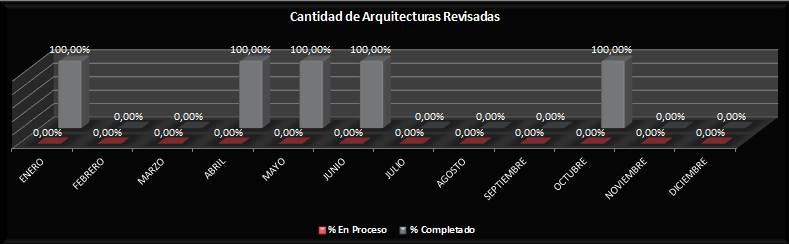 Cantidad de Arquitecturas Revisadas
100,00% 100,00% 100,00% 100,00% 100,00%
0,00% 0,00% 0,00% 0,00% 0,00% 0,00% 0,00%
0,00% 0,00% 0,00% 0,00% 0,00% 0,00% 0,00% 0,00% 0,00% 0,00% 0,00% 0,00%
ENERO
FEBRERO
MARZO
ABRIL
MAYO
JUNIO
JULIO
AGOSTO
SEPTIEMBRE
OCTUBRE
NOVIEMBRE
DICIEMBRE
% En Proceso % Completado